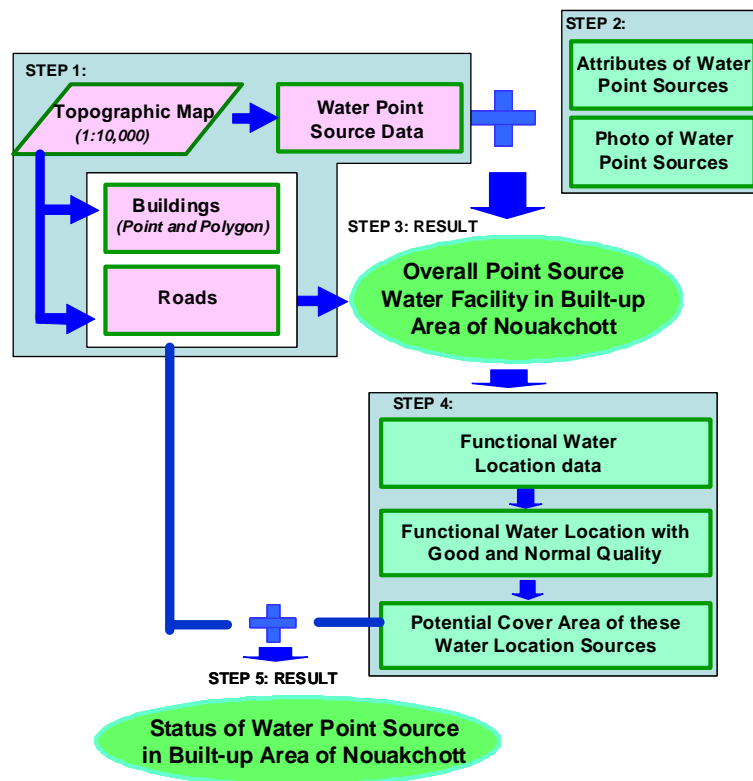 STEP 1:
Topographic Map
(1:10,000)
Water Point
Source Data
Buildings
(Point and Polygon)
Roads
STEP 2:
Attributes of Water
Point Sources
Photo of Water
Point Sources
STEP 3: RESULT
Overall Point Source
Water Facility in Built-up
Area of Nouakchott
STEP 4:
Functional Water
Location data
Functional Water Location with
Good and Normal Quality
Potential Cover Area of these
Water Location Sources
STEP 5: RESULT
Status of Water Point Source
in Built-up Area of Nouakchott